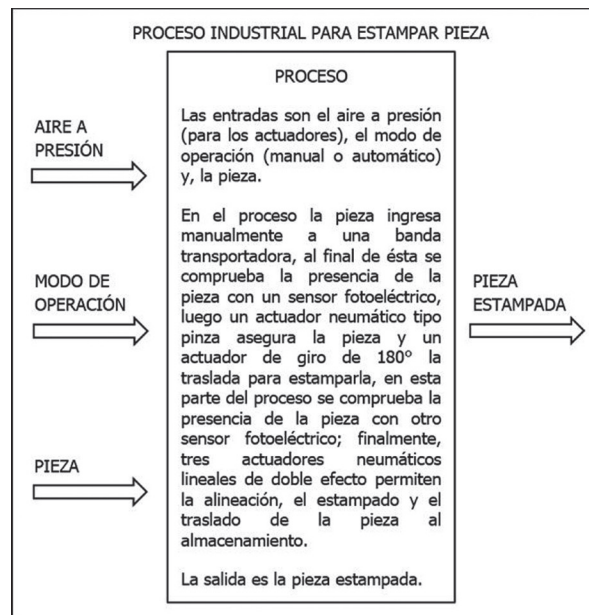 PROCESO INDUSTRIAL PARA ESTAMPAR PIEZA
PROCESO
Las entradas son el aire a presión
(para los actuadores), el modo de
operación (manual o automático)
y, la pieza.
En el proceso la pieza ingresa
manualmente a una banda
transportadora, al final de ésta se
comprueba la presencia de la
pieza con un sensor fotoeléctrico,
luego un actuador neumático tipo
pinza asegura la pieza y un
actuador de giro de 180° la
traslada para estamparla, en esta
parte del proceso se comprueba la
presencia de la pieza con otro
sensor fotoeléctrico; finalmente,
tres actuadores neumáticos
lineales de doble efecto permiten
la alineación, el estampado y el
traslado de la pieza al
almacenamiento.
La salida es la pieza estampada.
AIRE A
PRESIÓN
MODO DE
OPERACIÓN
PIEZA
PIEZA
ESTAMPADA